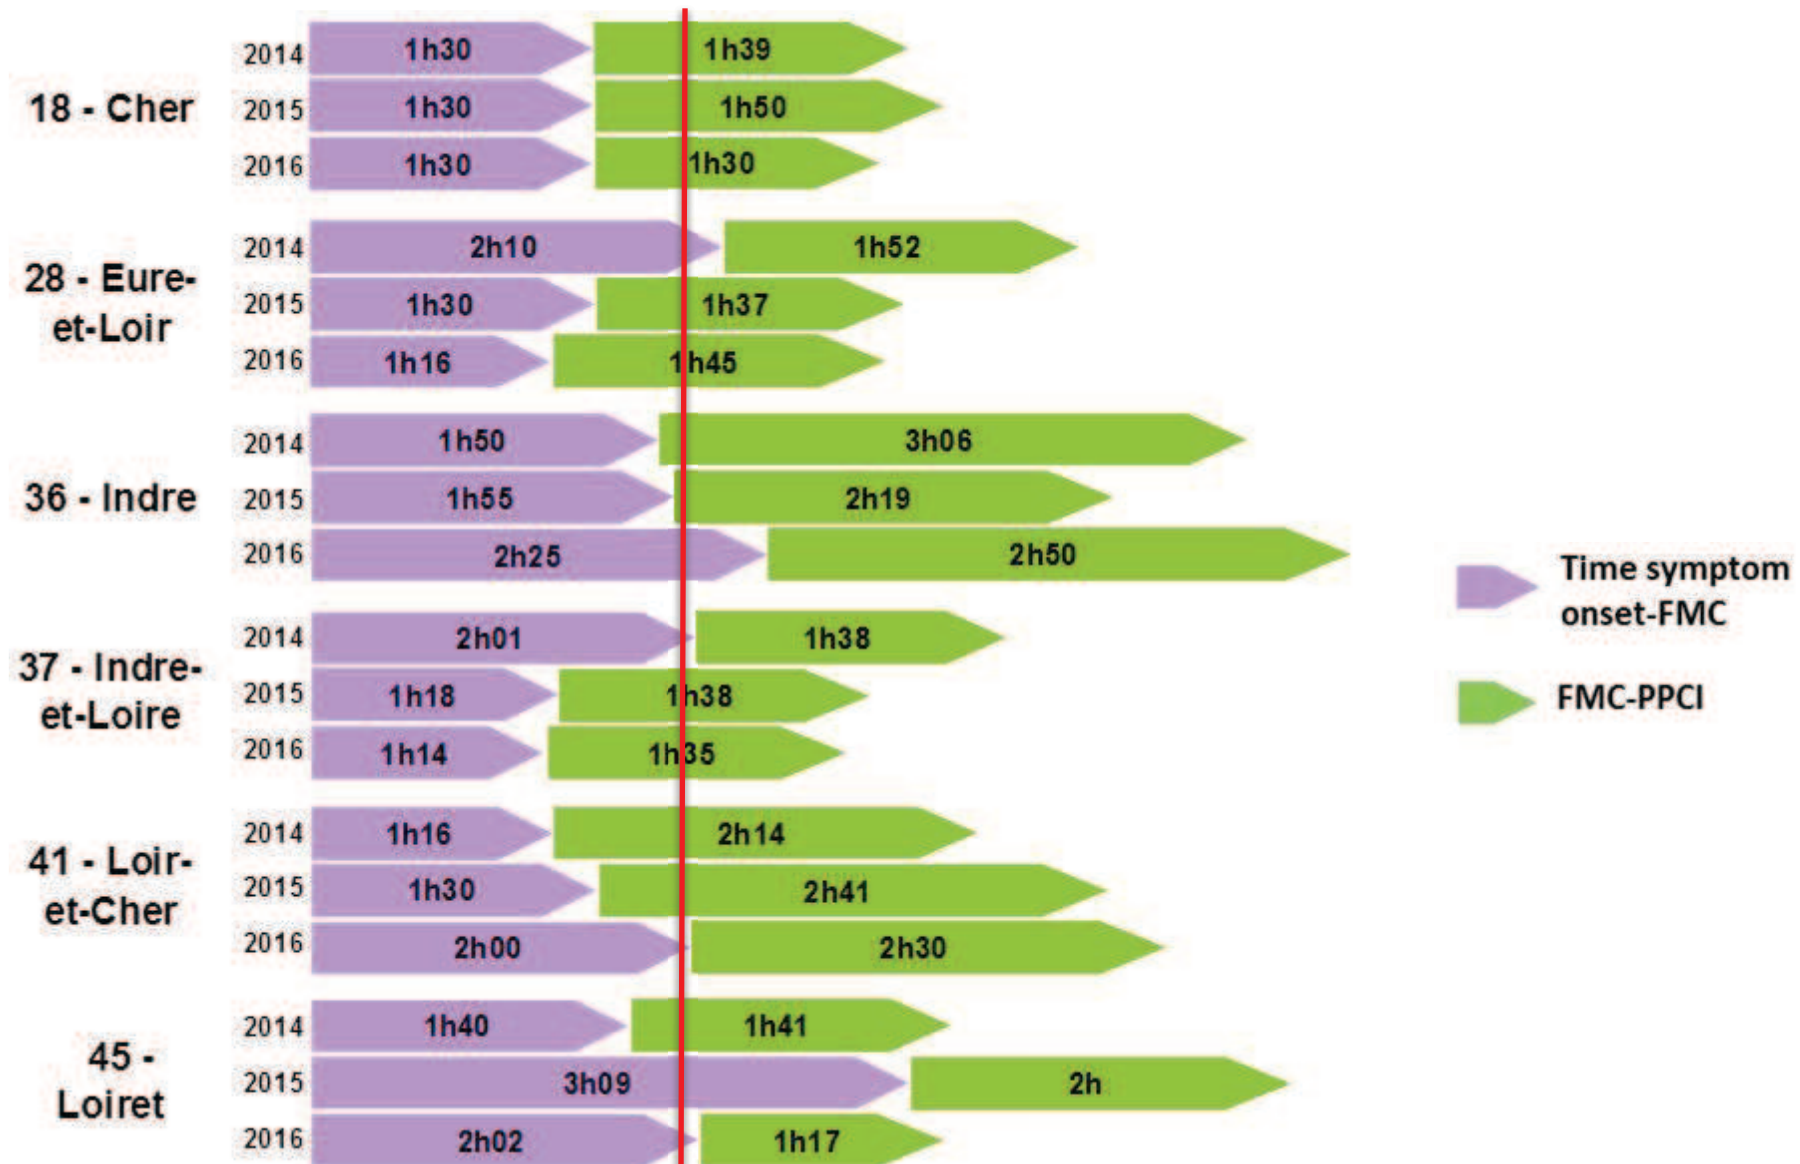 2014 1h30 1h39
18 - Cher
2015 1h30 1h50
2016 1h30 1h30
2014 2h10 1h52
28 - Eure-
et-Loir
2015 1h30 1h37
2016 1h16 1h45
2014 1h50 3h06
36 - Indre
2015 1h55 2h19
2016 2h25 2h50
2014 2h01 1h38
37 - Indre-
et-Loire
2015 1h18 1h38
2016 1h14 1h35
2014 1h16 2h14
41 - Loir-
et-Cher
2015 1h30 2h41
2016 2h00 2h30
2014 1h40 1h41
45 -
Loiret
2015 3h09 2h
2016 2h02 1h17
Time symptom
onset-FMC
FMC-PPCI